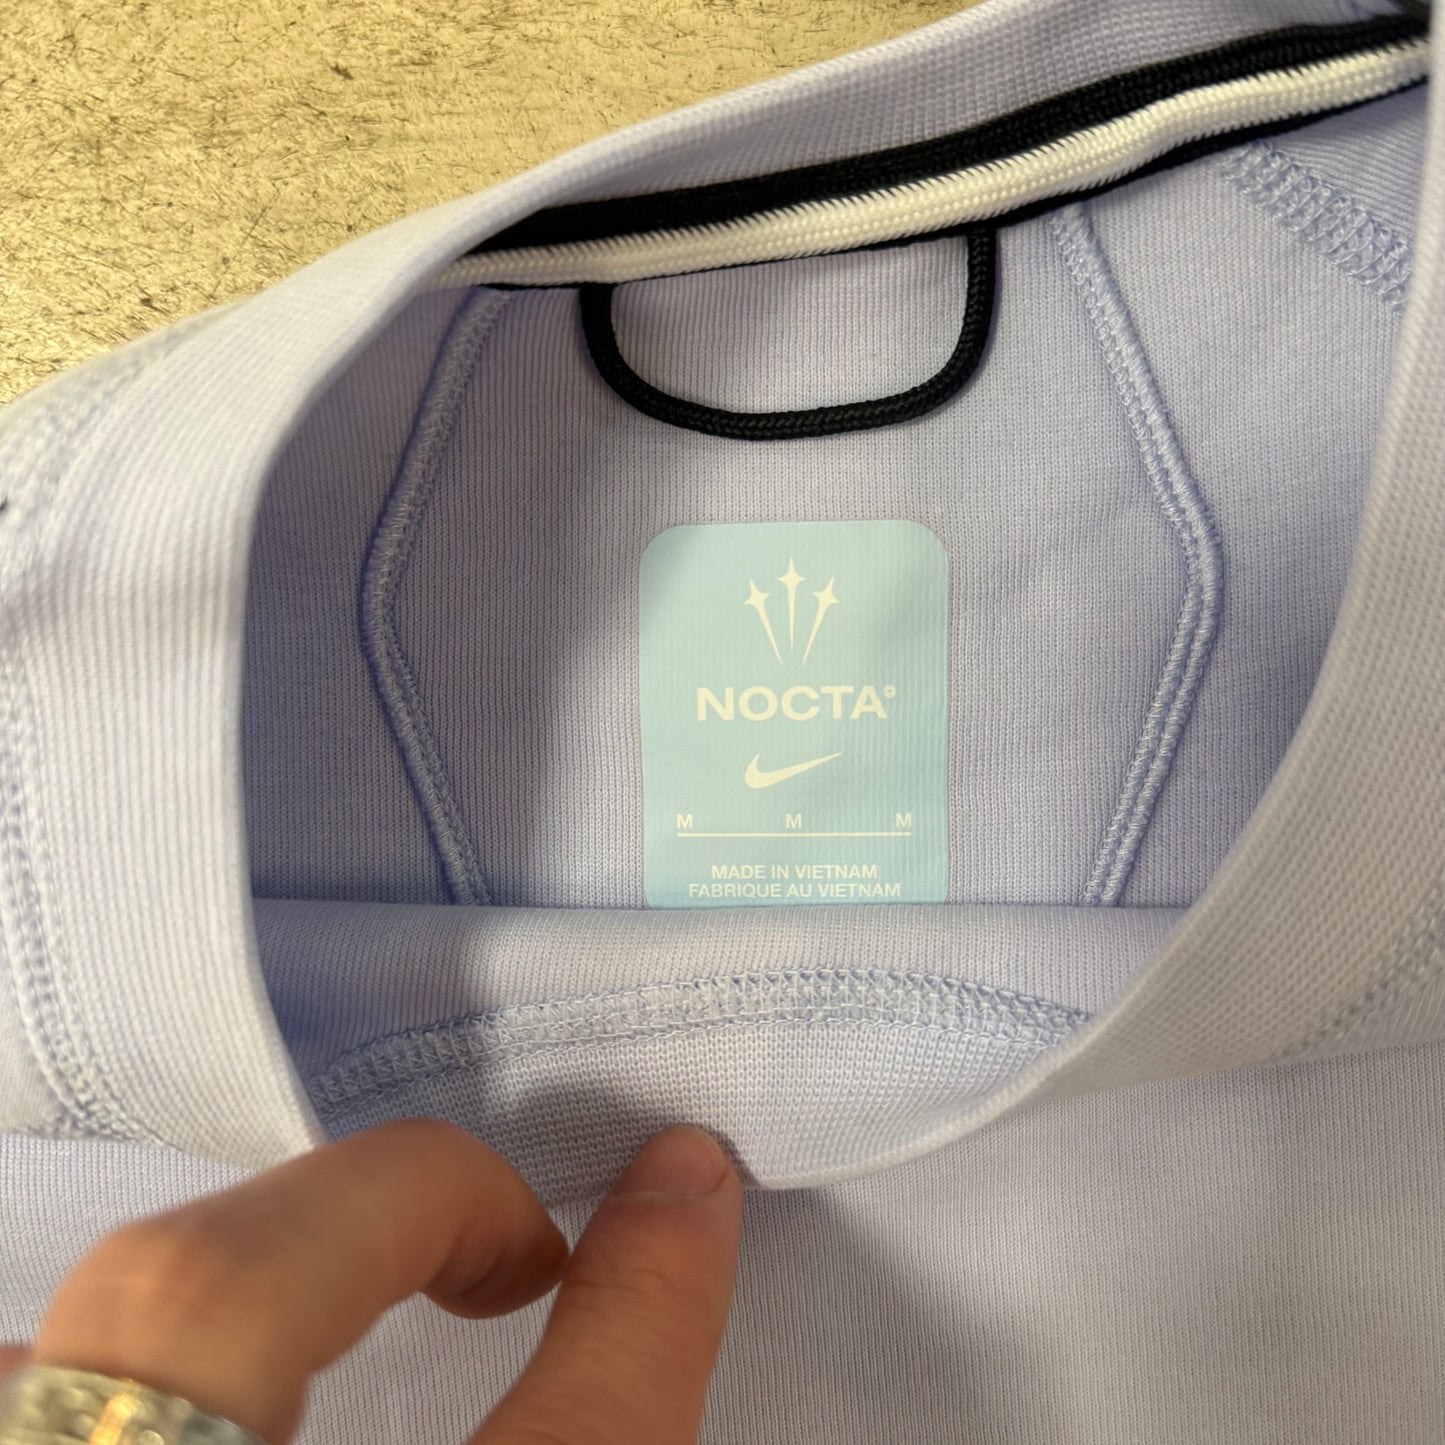 NOCTA
M M M
MADE IN VIETNAM
FABRIQUE AU VIETNAM